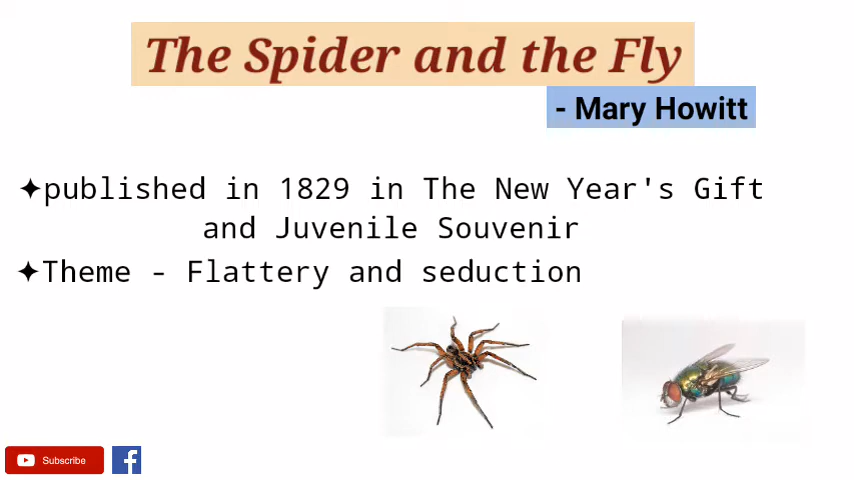 The Spider and the Fly
- Mary Howitt
✦published in 1829 in The New Year's Gift
and Juvenile Souvenir
✦Theme - Flattery and seduction
Subscribe